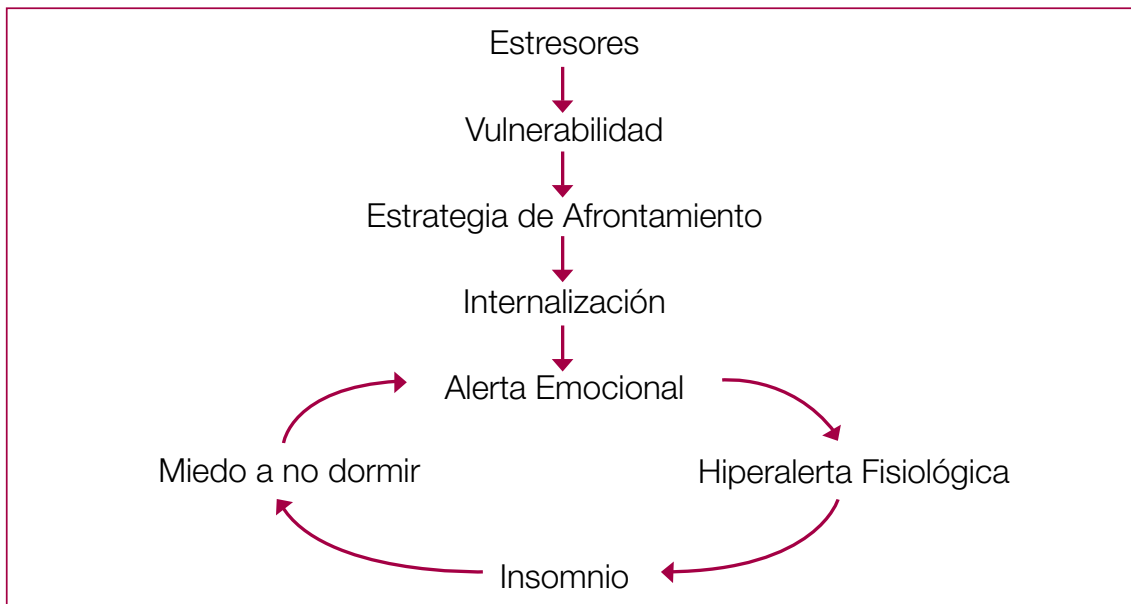 Estresores
Vulnerabilidad
Estrategia de Afrontamiento
Internalización
Alerta Emocional
Miedo a no dormir
Hiperalerta Fisiológica
Insomnio